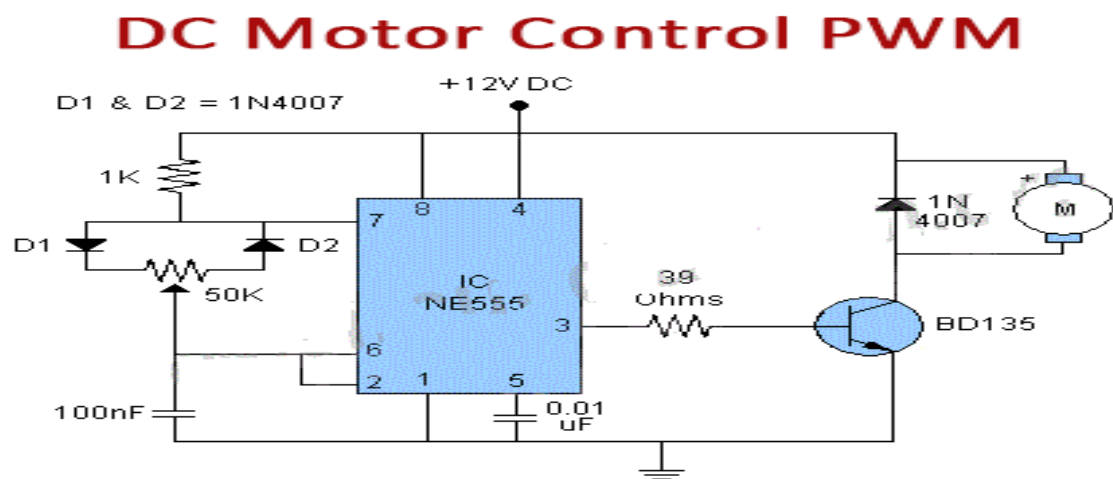 DC Motor Control PWM
+12V DC
D1 & D2 = 1N4007
1K
8
4
7
D1
D2
50K
IC
NE555
3
39
Ohms
1N
4007
+
M
BD135
6
2
1
5
100nF
0.01
uF